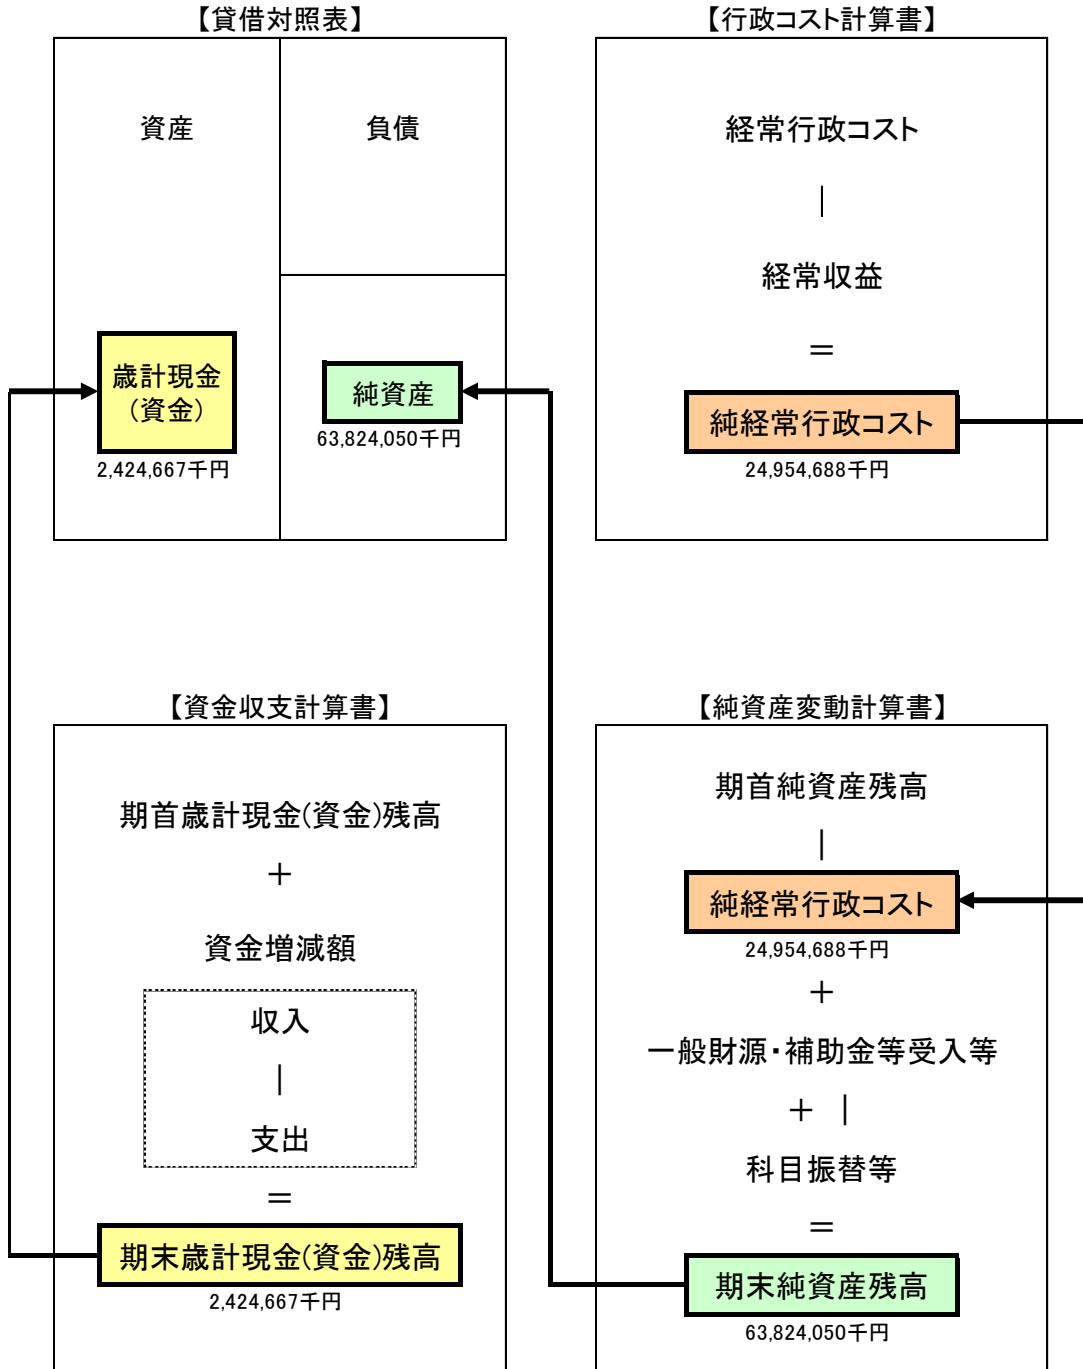 【貸借対照表】
資産
負債
歳計現金
(資金)
2,424,667千円
純資産
63,824,050千円
【行政コスト計算書】
経常行政コスト
|
経常収益
＝
純経常行政コスト
24,954,688千円
【資金収支計算書】
期首歳計現金(資金)残高
＋
資金増減額
収入
|
支出
＝
期末歳計現金(資金)残高
2,424,667千円
【純資産変動計算書】
期首純資産残高
|
純経常行政コスト
24,954,688千円
＋
一般財源・補助金等受入等
＋ |
科目振替等
＝
期末純資産残高
63,824,050千円